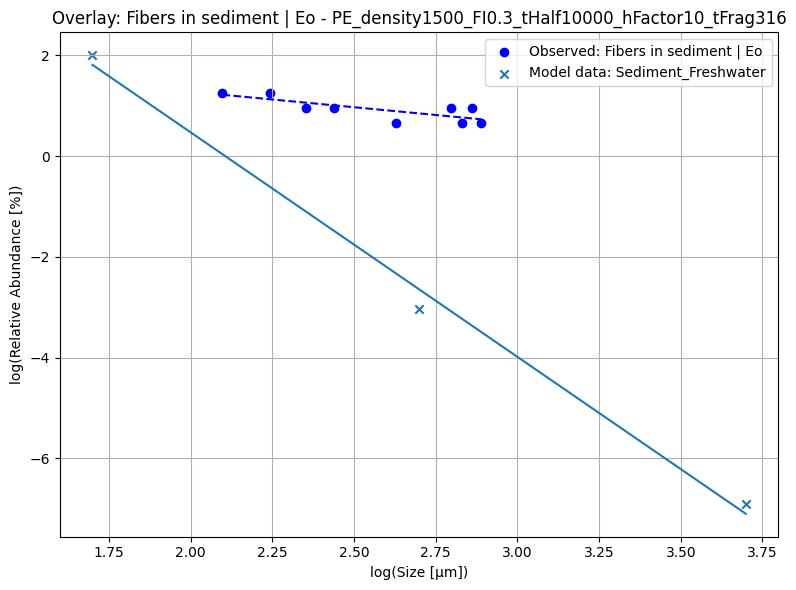 Overlay: Fibers in sediment | Eo - PE_density1500_FI0.3_tHalf10000_hFactor10_tFrag316
Observed: Fibers in sediment | Eo
Model data: Sediment_Freshwater
log(Relative Abundance [%])
2
0
−2
−4
−6
1.75 2.00 2.25 2.50 2.75 3.00 3.25 3.50 3.75
log(Size [μm])